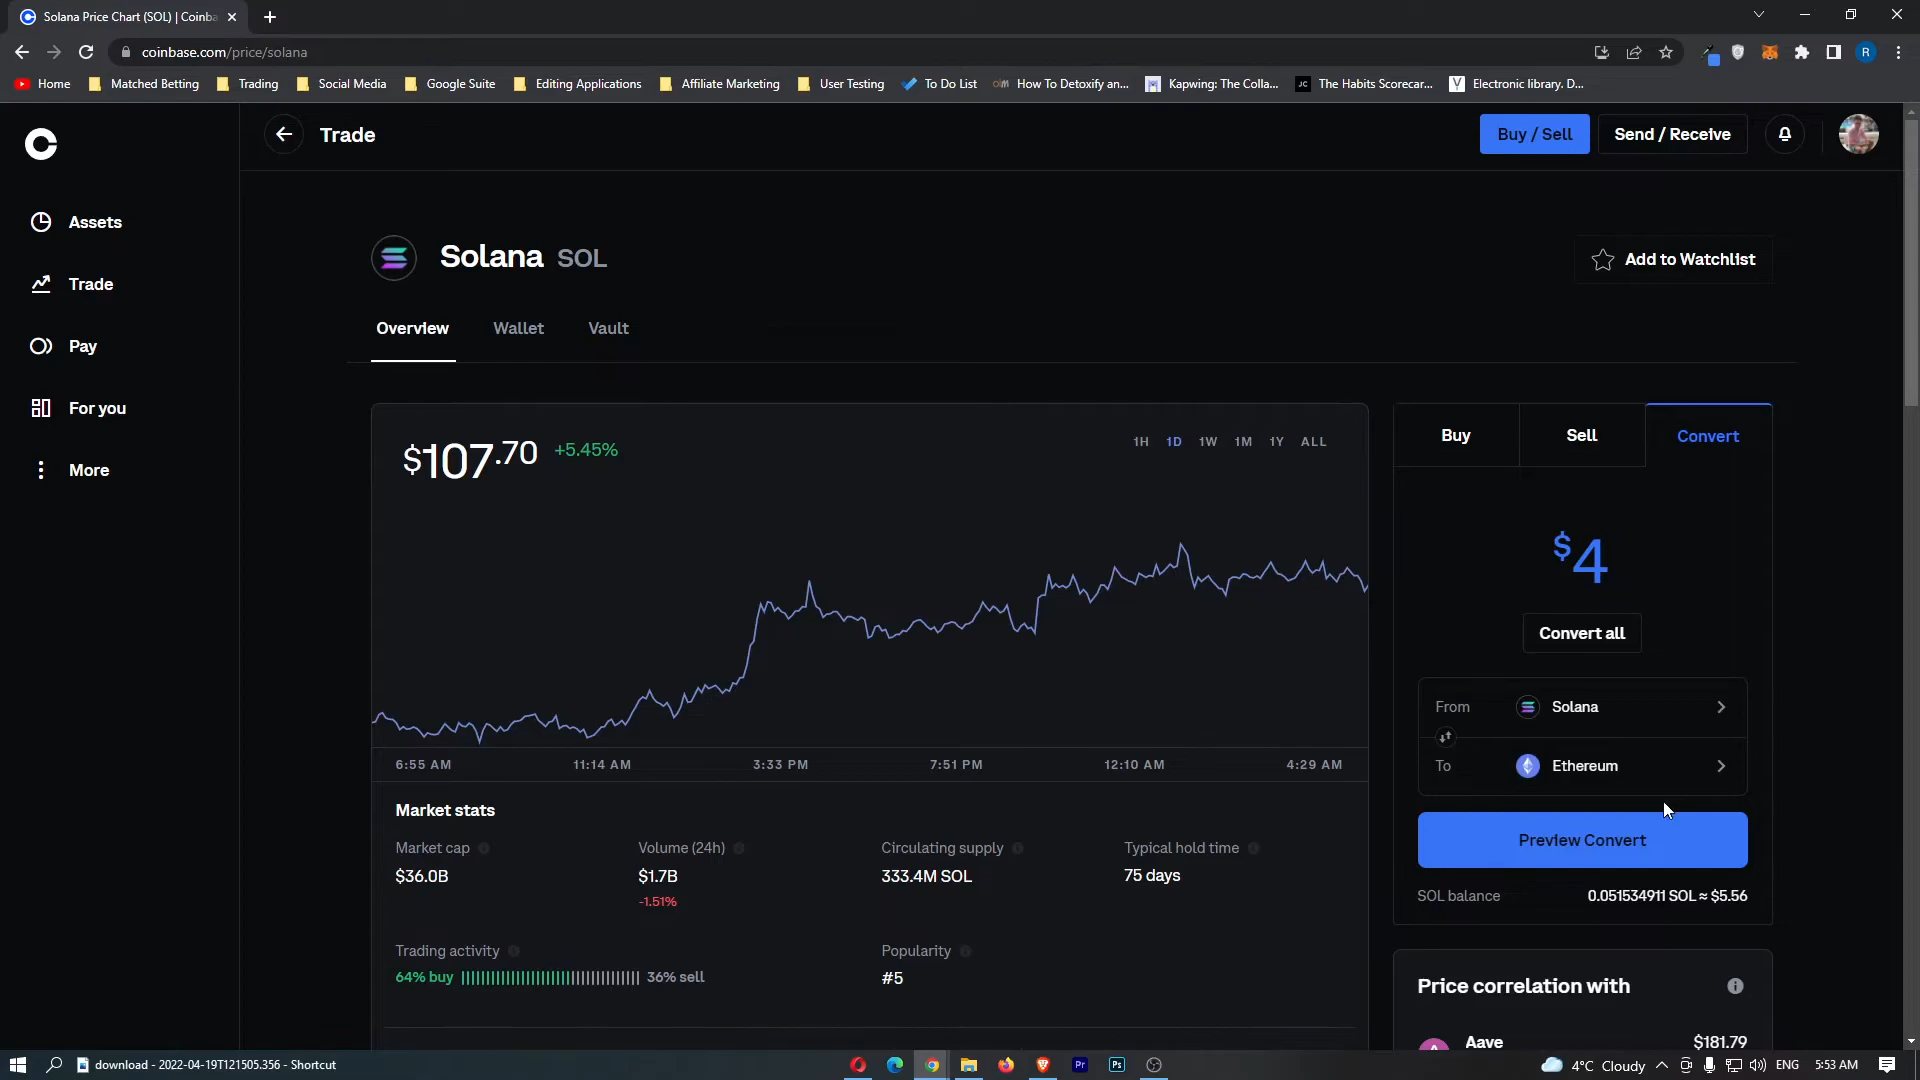 Solana Price Chart (SOL) | Coinba
coinbase.com/price/solana
R
Home
Matched Betting
Trading
Social Media
Google Suite
Editing Applications
Affiliate Marketing
User Testing
To Do List
How To Detoxify an...
Kapwing: The Colla...
JC The Habits Scorecar...
Electronic library. D...
Trade
Buy / Sell
Send / Receive
Assets
Trade
Pay
For you
More
Solana SOL
Add to Watchlist
Overview
Wallet
Vault
$107.70 +5.45%
1H 1D 1W 1M 1Y ALL
6:55 AM 11:14 AM 3:33 PM 7:51 PM 12:10 AM 4:29 AM
Market stats
Market cap
$36.0B
Volume (24h)
$1.7B
-1.51%
Circulating supply
333.4M SOL
Typical hold time
75 days
Trading activity
64% buy 36% sell
Popularity
#5
Buy
Sell
Convert
$4
Convert all
From Solana
To Ethereum
Preview Convert
SOL balance 0.051534911 SOL ≈ $5.56
Price correlation with
Aave $181.79
download - 2022-04-19T121505.356 - Shortcut
Pr
Ps
4°C Cloudy
ENG
5:53 AM